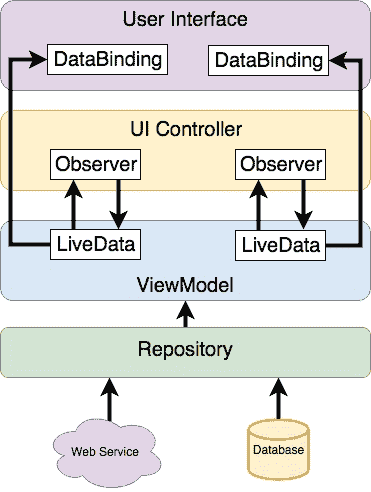 User Interface
DataBinding
DataBinding
UI Controller
Observer
Observer
LiveData
LiveData
ViewModel
Repository
Web Service
Database